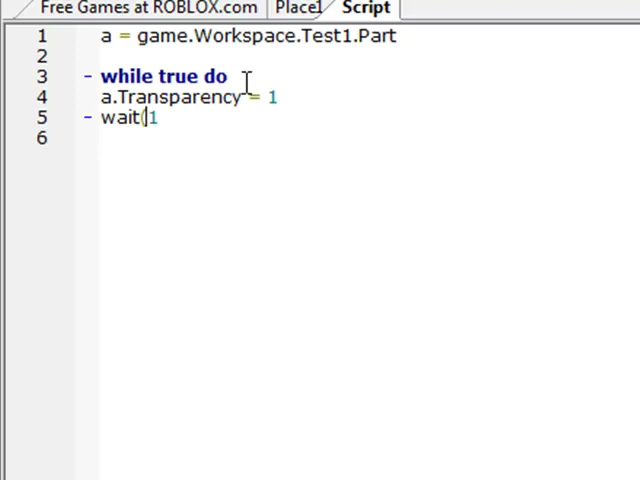 Free Games at ROBLOX.com Place1 Script
1 a = game.Workspace.Test1.Part
2
3 - while true do
4 a.Transparency = 1
5 - wait(1
6